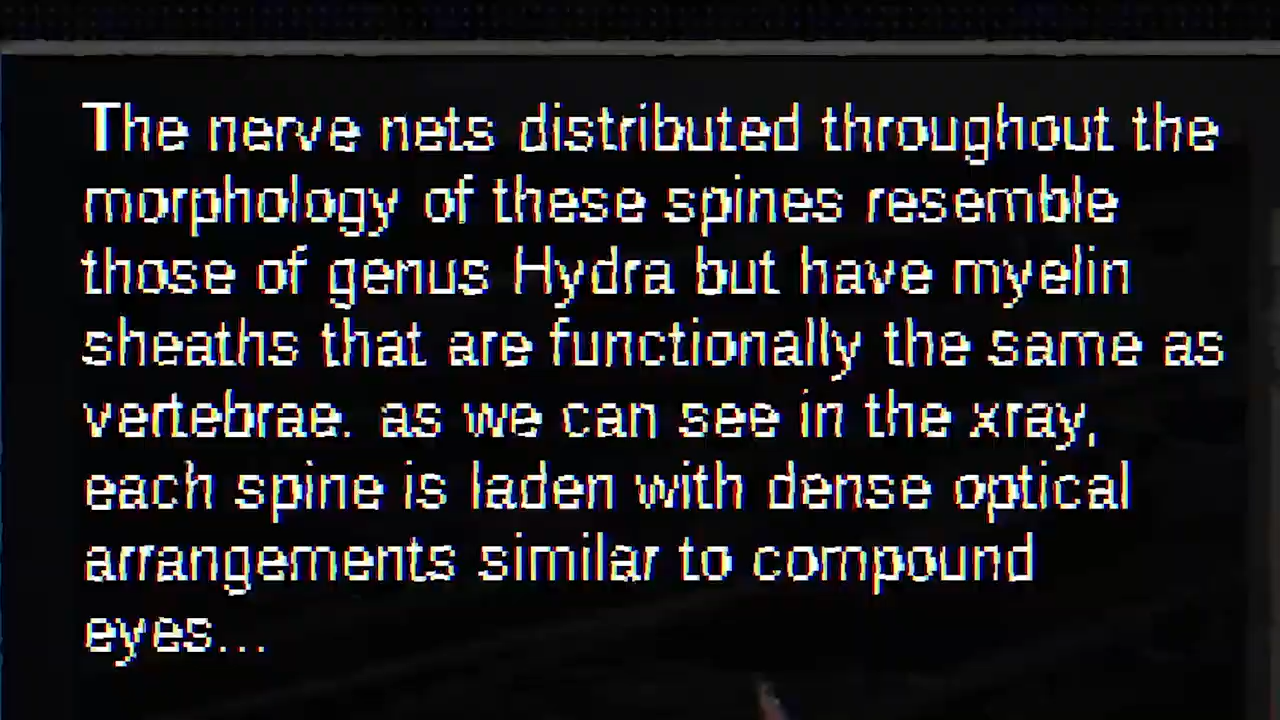 The nerve nets distributed throughout the
morphology of these spines resemble
those of genus Hydra but have myelin
sheaths that are functionally the same as
vertebrae. as we can see in the xray,
each spine is laden with dense optical
arrangements similar to compound
eyes...